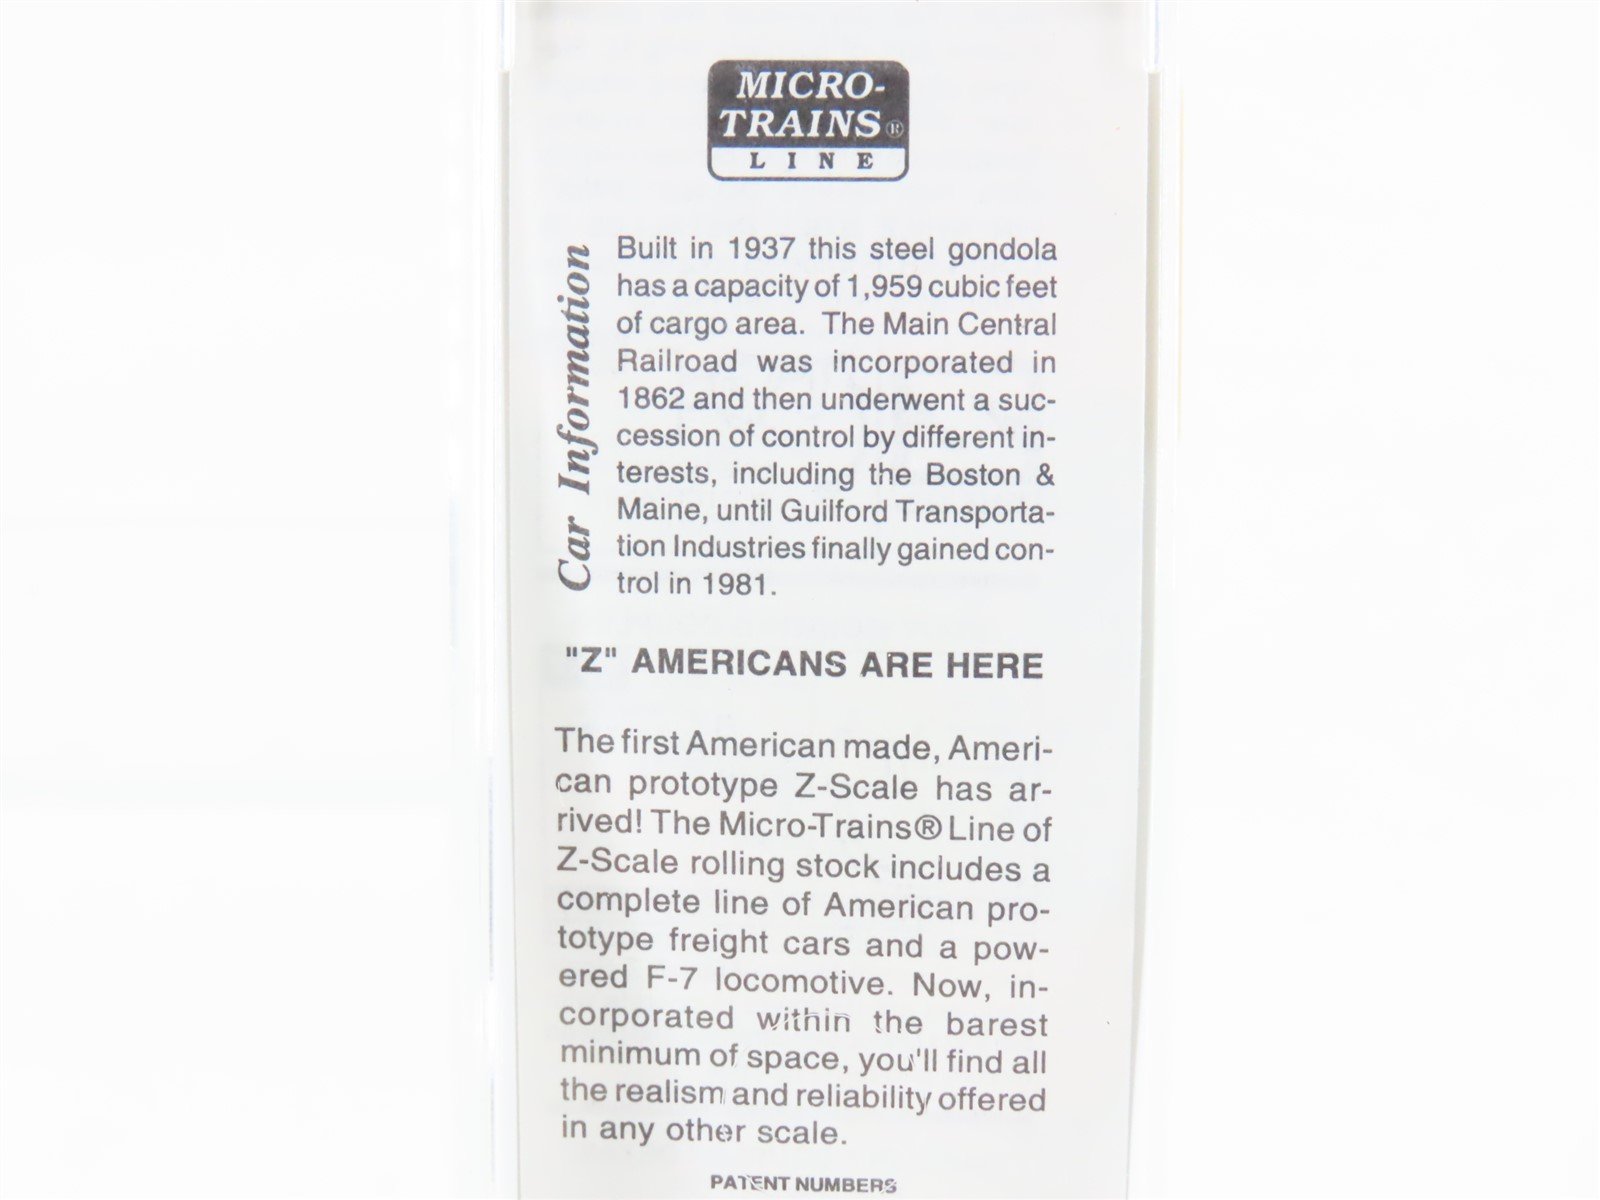 MICRO-
TRAINS®
LINE
Car Information
Built in 1937 this steel gondola
has a capacity of 1,959 cubic feet
of cargo area. The Main Central
Railroad was incorporated in
1862 and then underwent a suc-
cession of control by different in-
terests, including the Boston &
Maine, until Guilford Transporta-
tion Industries finally gained con-
trol in 1981.
"Z" AMERICANS ARE HERE
The first American made, Ameri-
can prototype Z-Scale has ar-
rived! The Micro-Trains® Line of
Z-Scale rolling stock includes a
complete line of American pro-
totype freight cars and a pow-
ered F-7 locomotive. Now, in-
corporated within the barest
minimum of space, you'll find all
the realism and reliability offered
in any other scale.
PATENT NUMBERS